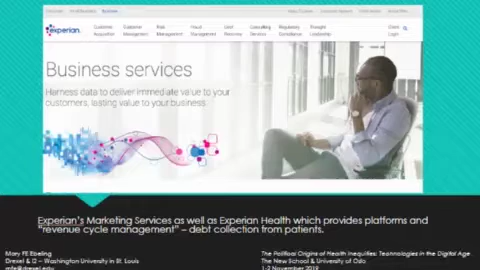 experian.
Customer Acquisition
Customer Management
Risk Management
Fraud Management
Debt Recovery
Consulting Services
Regulatory Compliance
Thought Leadership
Client Login
Business services
Harness data to deliver immediate value to your
customers, lasting value to your business.
Experian's Marketing Services as well as Experian Health which provides platforms and
"revenue cycle management" – debt collection from patients.
Mary FE Ebeling
Drexel & D – Washington University in St. Louis
mfe@drexel.edu
The Political Origins of Health Inequities: Technologies in the Digital Age
The New School & University of Oslo
1-2 November 2019